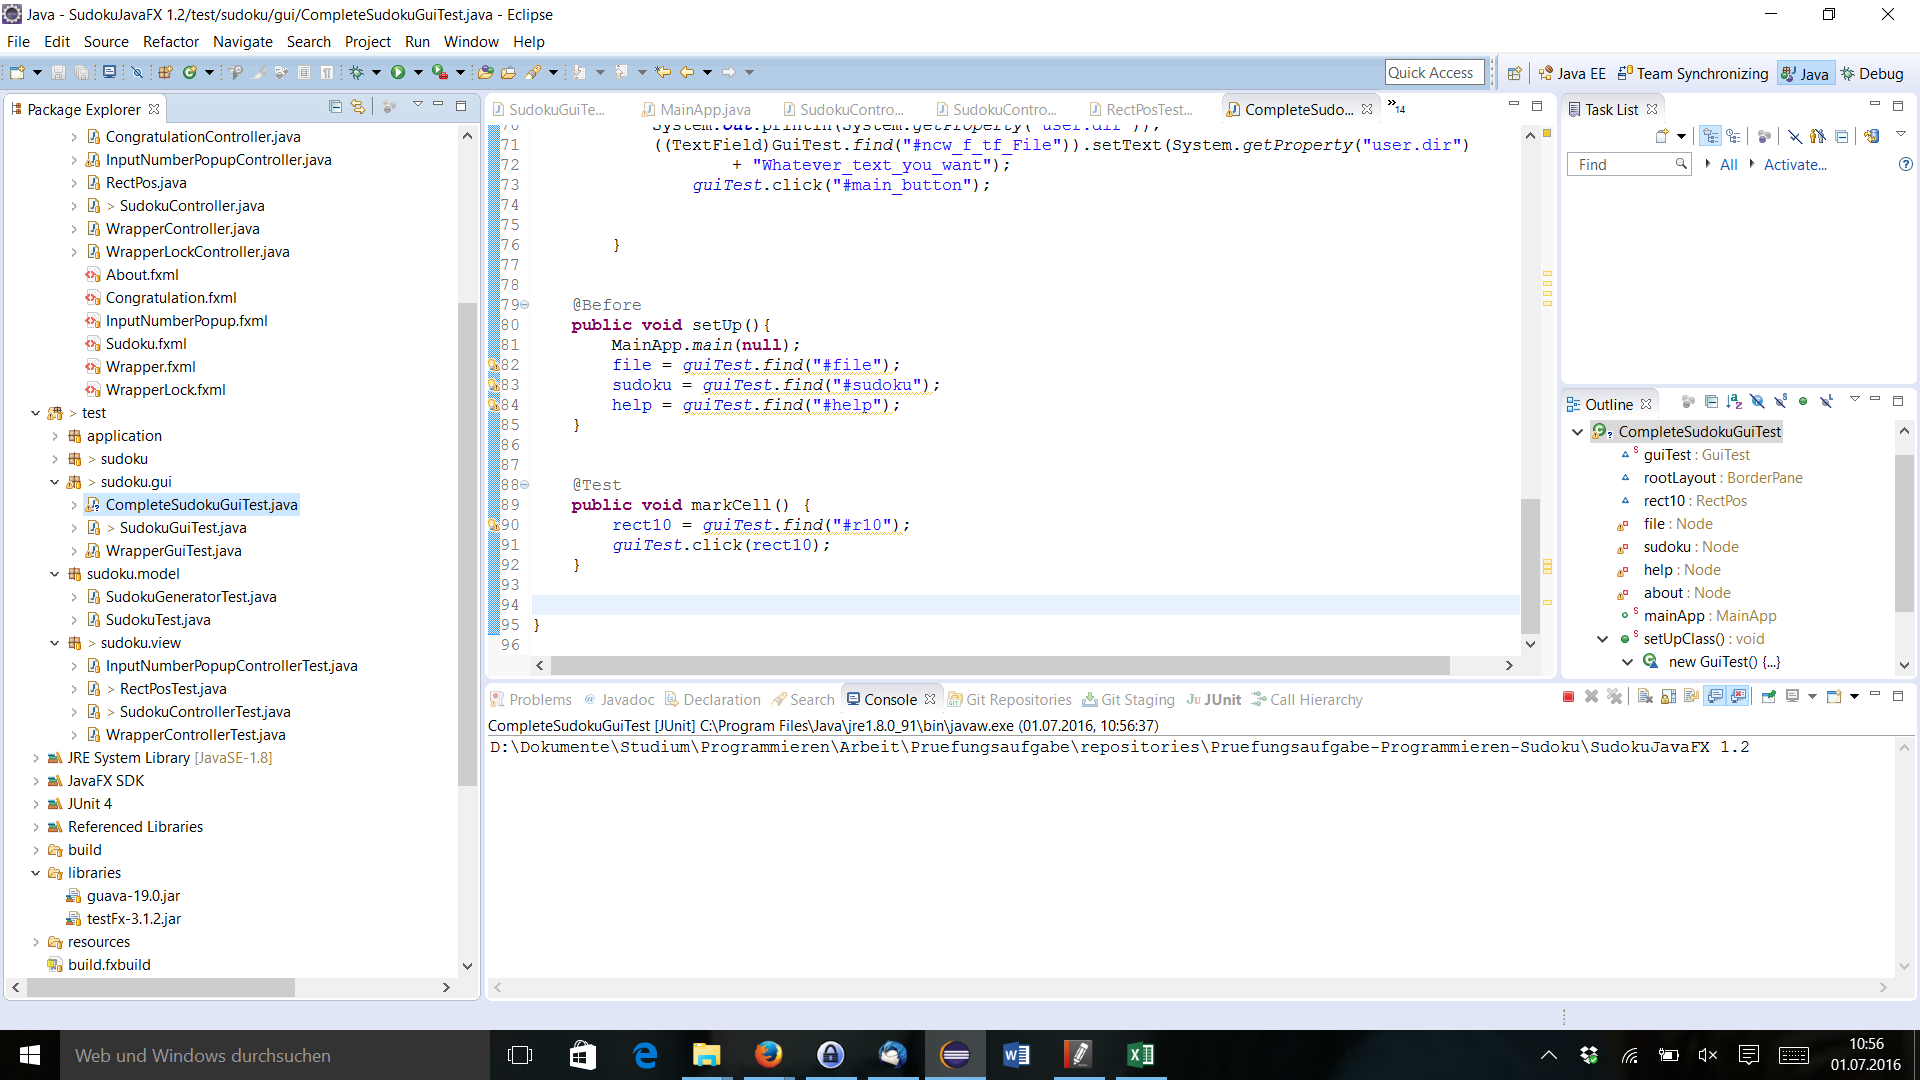 Java - SudokuJavaFX 1.2/test/sudoku/gui/CompleteSudokuGuiTest.java - Eclipse
File Edit Source Refactor Navigate Search Project Run Window Help
Quick Access Java EE Team Synchronizing Java Debug
Package Explorer
CongratulationController.java
InputNumberPopupController.java
RectPos.java
> SudokuController.java
WrapperController.java
WrapperLockController.java
About.fxml
Congratulation.fxml
InputNumberPopup.fxml
Sudoku.fxml
Wrapper.fxml
WrapperLock.fxml
> test
application
> sudoku
> sudoku.gui
CompleteSudokuGuiTest.java
> SudokuGuiTest.java
WrapperGuiTest.java
sudoku.model
SudokuGeneratorTest.java
SudokuTest.java
> sudoku.view
InputNumberPopupControllerTest.java
> RectPosTest.java
> SudokuControllerTest.java
WrapperControllerTest.java
JRE System Library [JavaSE-1.8]
JavaFX SDK
JUnit 4
Referenced Libraries
build
libraries
guava-19.0.jar
testFx-3.1.2.jar
resources
build.fxbuild
SudokuGuiTe... MainApp.java SudokuContro... SudokuContro... RectPosTest... CompleteSudo... »14
70 System.out.println(System.getProperty("user.dir"));
71 ((TextField)GuiTest.find("#ncw_f_tf_File")).setText(System.getProperty("user.dir")
72 + "Whatever_text_you_want");
73 guiTest.click("#main_button");
74
75
76 }
77
78
79 @Before
80 public void setUp(){
81 MainApp.main(null);
82 file = guiTest.find("#file");
83 sudoku = guiTest.find("#sudoku");
84 help = guiTest.find("#help");
85 }
86
87
88 @Test
89 public void markCell() {
90 rect10 = guiTest.find("#r10");
91 guiTest.click(rect10);
92 }
93
94
95 }
96
Task List
Find All Activate...
Outline
CompleteSudokuGuiTest
guiTest : GuiTest
rootLayout : BorderPane
rect10 : RectPos
file : Node
sudoku : Node
help : Node
about : Node
mainApp : MainApp
setUpClass() : void
new GuiTest() {...}
Problems @ Javadoc Declaration Search Console Git Repositories Git Staging JUnit Call Hierarchy
CompleteSudokuGuiTest [JUnit] C:\Program Files\Java\jre1.8.0_91\bin\javaw.exe (01.07.2016, 10:56:37)
D:\Dokumente\Studium\Programmieren\Arbeit\Pruefungsaufgabe\repositories\Pruefungsaufgabe-Programmieren-Sudoku\SudokuJavaFX 1.2
Web und Windows durchsuchen
10:56
01.07.2016